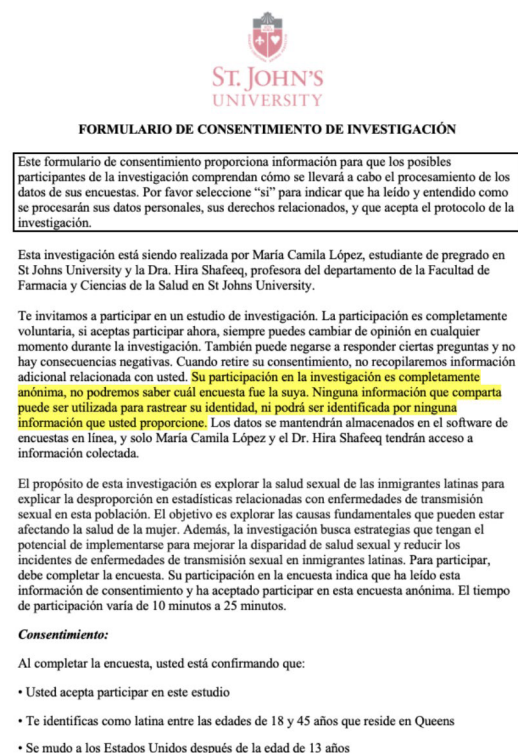 ST. JOHN'S
UNIVERSITY
FORMULARIO DE CONSENTIMIENTO DE INVESTIGACIÓN
Este formulario de consentimiento proporciona información para que los posibles
participantes de la investigación comprendan cómo se llevará a cabo el procesamiento de los
datos de sus encuestas. Por favor seleccione “si” para indicar que ha leído y entendido como
se procesarán sus datos personales, sus derechos relacionados, y que acepta el protocolo de la
investigación.
Esta investigación está siendo realizada por María Camila López, estudiante de pregrado en
St Johns University y la Dra. Hira Shafeeq, profesora del departamento de la Facultad de
Farmacia y Ciencias de la Salud en St Johns University.
Te invitamos a participar en un estudio de investigación. La participación es completamente
voluntaria, si aceptas participar ahora, siempre puedes cambiar de opinión en cualquier
momento durante la investigación. También puede negarse a responder ciertas preguntas y no
hay consecuencias negativas. Cuando retire su consentimiento, no recopilaremos información
adicional relacionada con usted. Su participación en la investigación es completamente
anónima, no podremos saber cuál encuesta fue la suya. Ninguna información que comparta
puede ser utilizada para rastrear su identidad, ni podrá ser identificada por ninguna
información que usted proporcione. Los datos se mantendrán almacenados en el software de
encuestas en línea, y solo María Camila López y el Dr. Hira Shafeeq tendrán acceso a
información colectada.
El propósito de esta investigación es explorar la salud sexual de las inmigrantes latinas para
explicar la desproporción en estadísticas relacionadas con enfermedades de transmisión
sexual en esta población. El objetivo es explorar las causas fundamentales que pueden estar
afectando la salud de la mujer. Además, la investigación busca estrategias que tengan el
potencial de implementarse para mejorar la disparidad de salud sexual y reducir los
incidentes de enfermedades de transmisión sexual en inmigrantes latinas. Para participar,
debe completar la encuesta. Su participación en la encuesta indica que ha leído esta
información de consentimiento y ha aceptado participar en esta encuesta anónima. El tiempo
de participación varía de 10 minutos a 25 minutos.
Consentimiento:
Al completar la encuesta, usted está confirmando que:
• Usted acepta participar en este estudio
• Te identificas como latina entre las edades de 18 y 45 años que reside en Queens
• Se mudo a los Estados Unidos después de la edad de 13 años